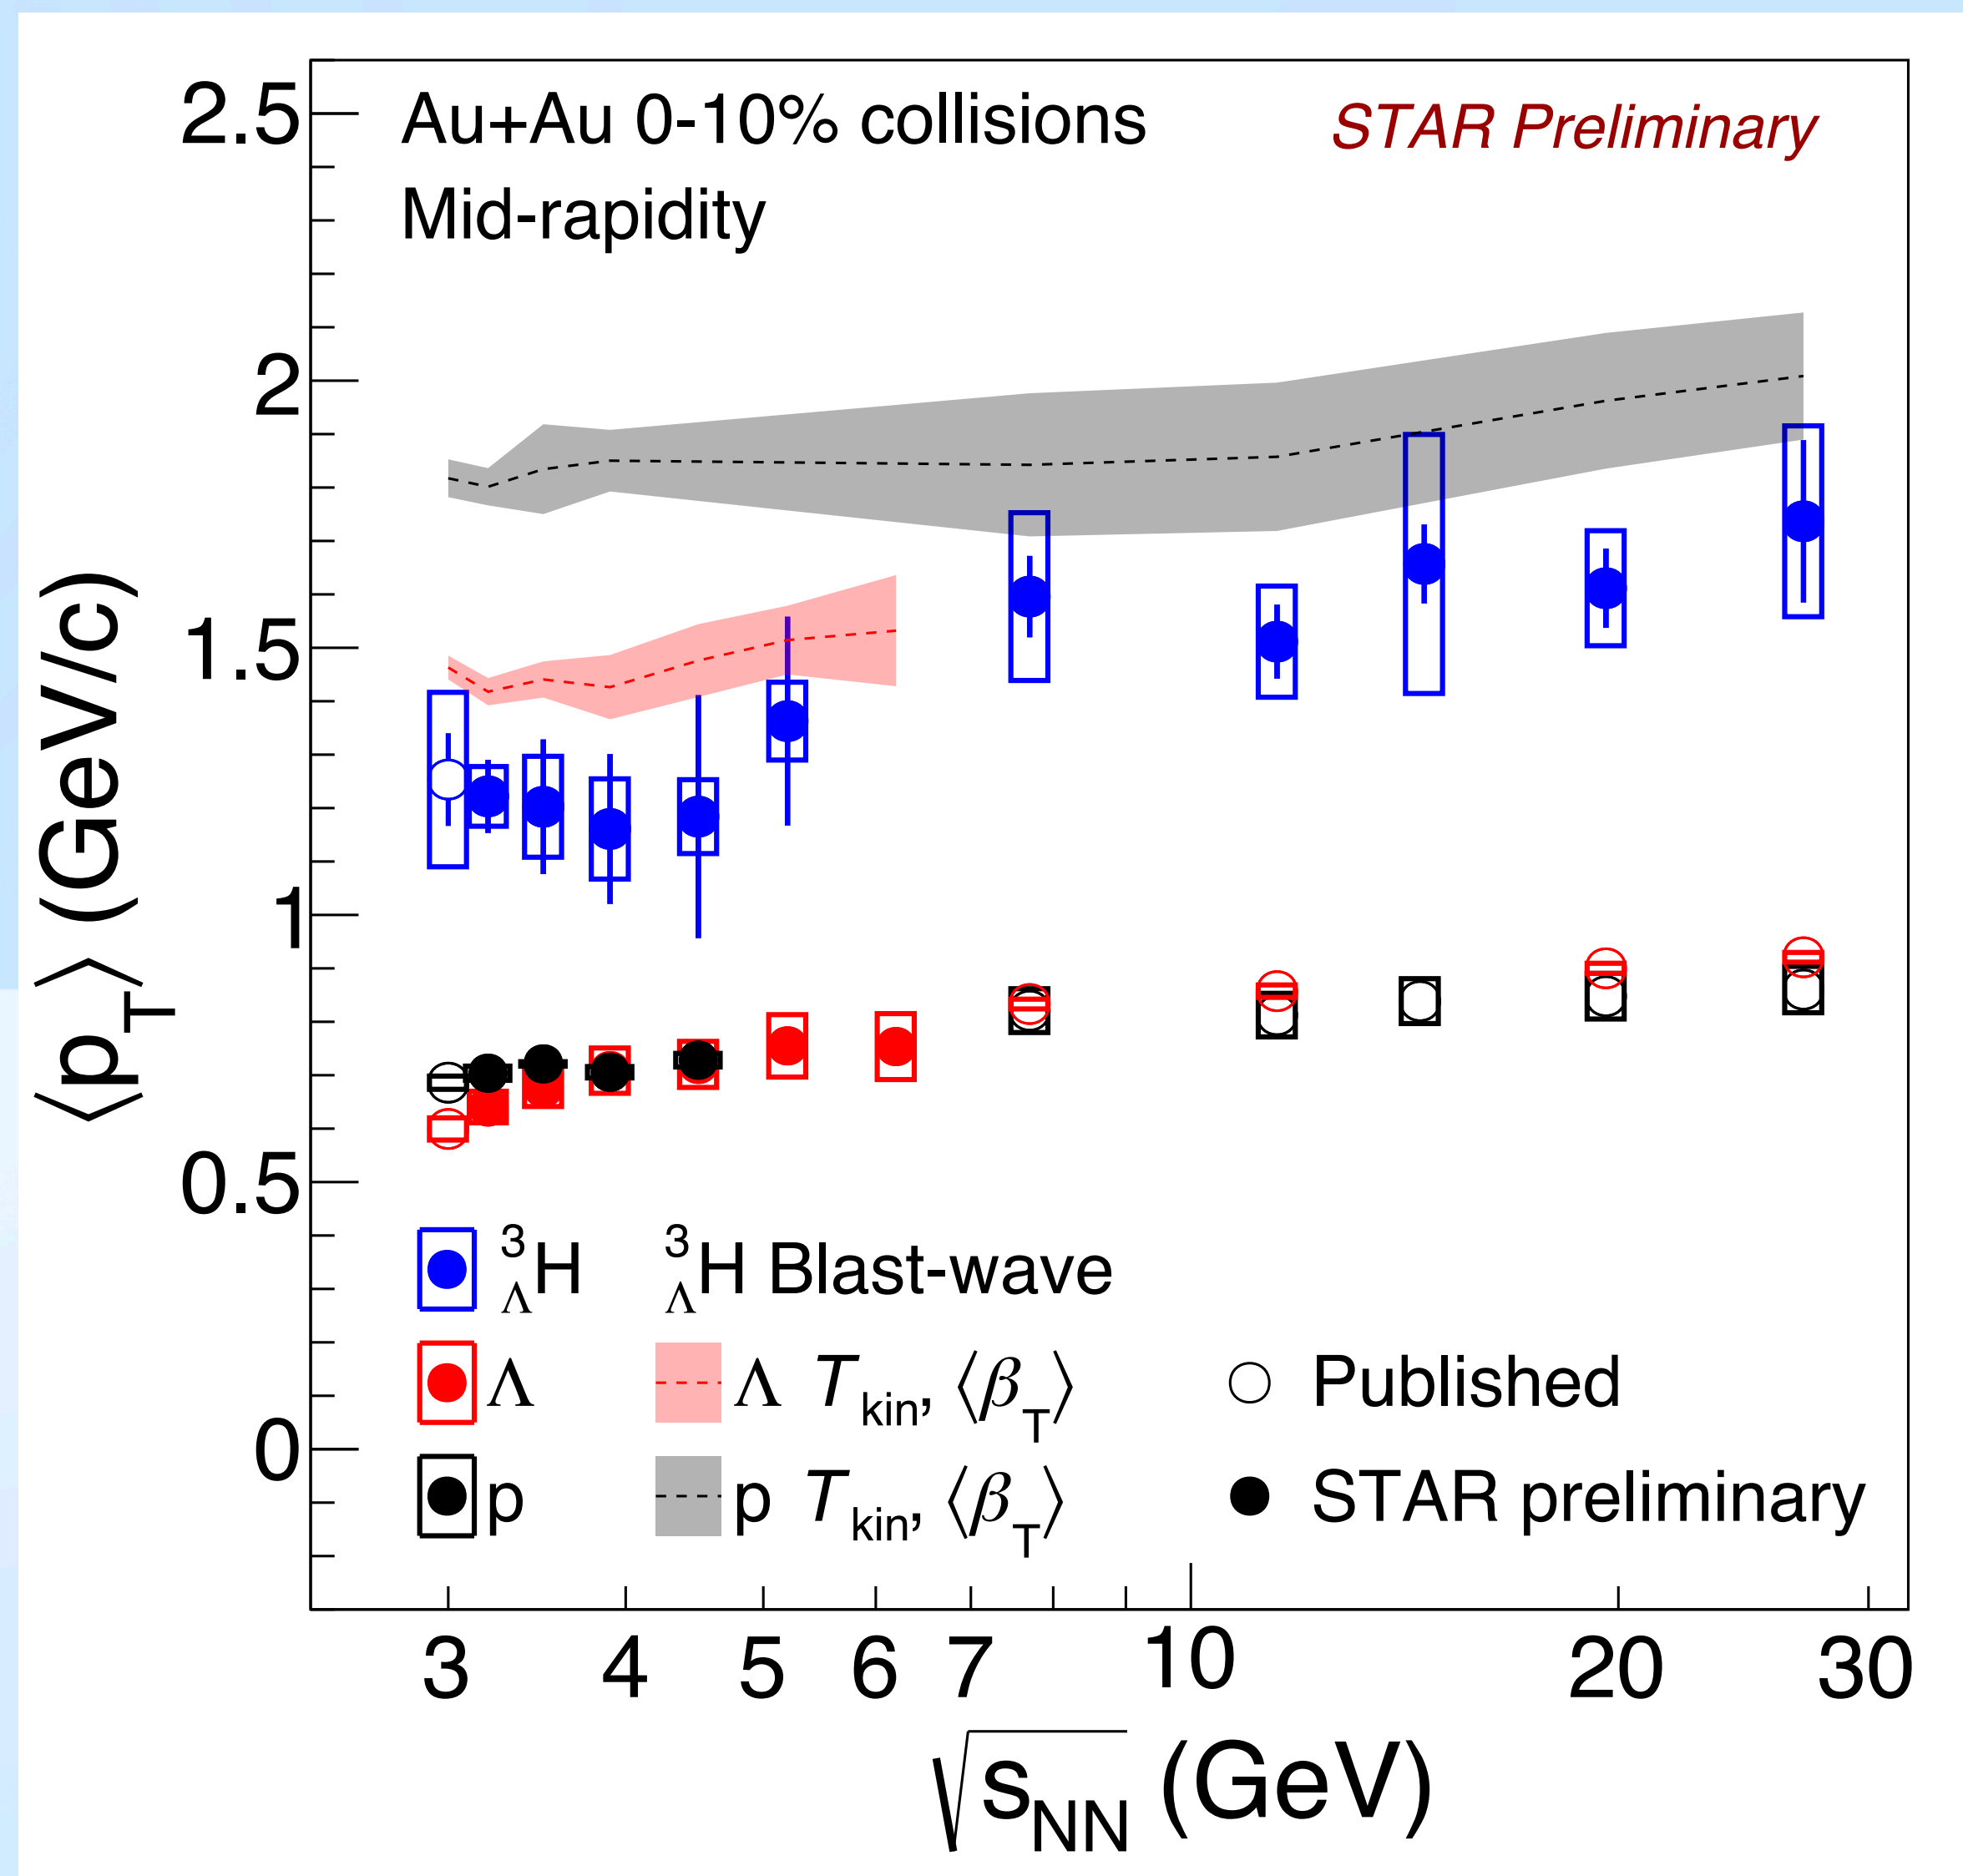 Au+Au 0-10% collisions
STAR Preliminary
Mid-rapidity
2.5
2
1.5
1
0.5
0
⟨p_T⟩ (GeV/c)
³_ΛH
³_ΛH Blast-wave
Λ
Λ T_kin, ⟨β_T⟩
Published
p
p T_kin, ⟨β_T⟩
STAR preliminary
3 4 5 6 7 10 20 30
√s_NN (GeV)